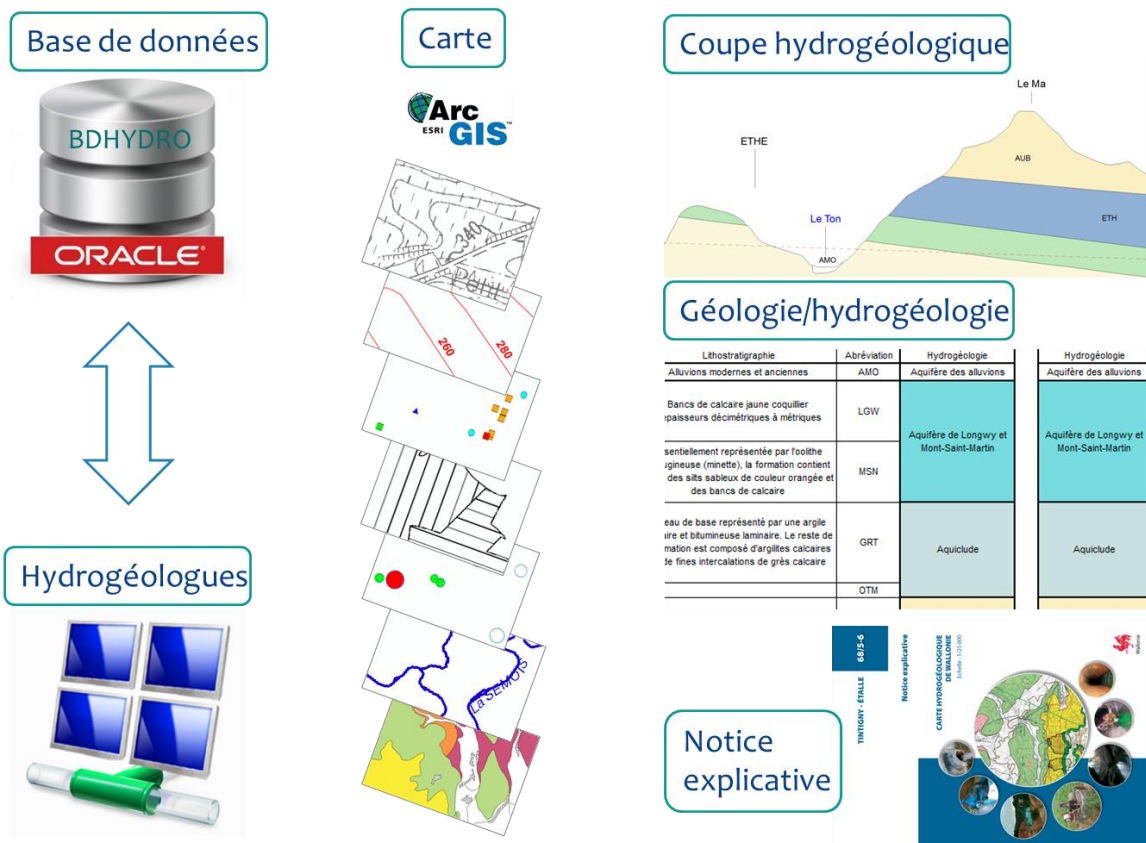 Base de données
BDHYDRO
ORACLE
Hydrogéologues
Carte
Arc
ESRI GIS
340
260
280
La SEMOIS
Coupe hydrogéologique
Le Ma
ETHE
AUB
Le Ton
ETH
AMO
Géologie/hydrogéologie
Lithostratigraphie Abréviation Hydrogéologie Hydrogéologie
Alluvions modernes et anciennes AMO Aquifère des alluvions Aquifère des alluvions
Bancs de calcaire jaune coquillier
paisseurs décimétriques à métriques
LGW
Aquifère de Longwy et
Mont-Saint-Martin
Aquifère de Longwy et
Mont-Saint-Martin
sentiellement représentée par l'oolithe
ugineuse (minette), la formation contient
des silts sableux de couleur orangée et
des bancs de calcaire
MSN
eau de base représenté par une argile
ire et bitumineuse laminaire. Le reste de
mation est composé d'argilites calcaires
de fines intercalations de grès calcaire
GRT
Aquiclude
Aquiclude
OTM
Notice
explicative
TINTIGNY - ÉTALLE 68/5-6
Notice explicative
CARTE HYDROGÉOLOGIQUE
DE WALLONIE
Echelle : 1/25 000
Wallonie